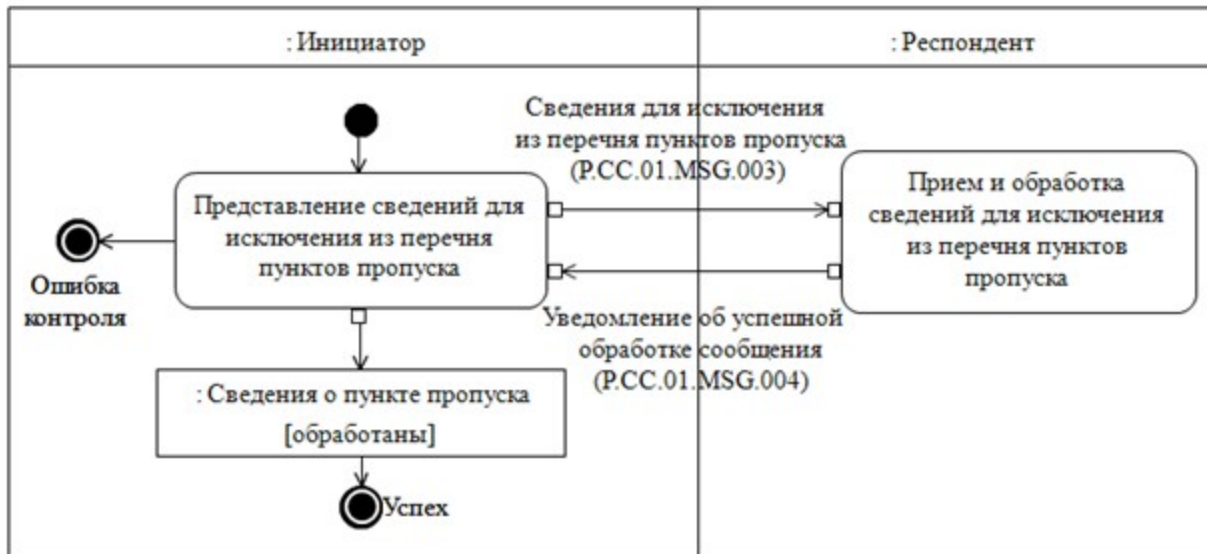 : Инициатор
: Респондент
Сведения для исключения
из перечня пунктов пропуска
(P.CC.01.MSG.003)
Представление сведений для
исключения из перечня
пунктов пропуска
Прием и обработка
сведений для исключения
из перечня пунктов
пропуска
Ошибка
контроля
Уведомление об успешной
обработке сообщения
(P.CC.01.MSG.004)
: Сведения о пункте пропуска
[обработаны]
Успех